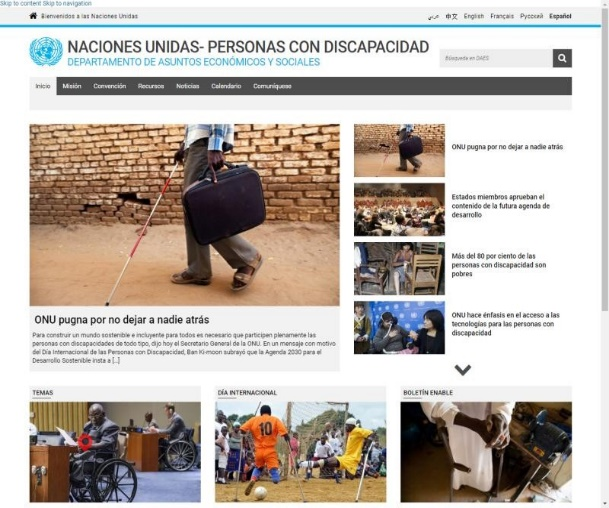 Skip to content Skip to navigation
Bienvenidos a las Naciones Unidas
عربي 中文 English Français Русский Español
NACIONES UNIDAS- PERSONAS CON DISCAPACIDAD
DEPARTAMENTO DE ASUNTOS ECONÓMICOS Y SOCIALES
Búsqueda en DAES
Inicio Misión Convención Recursos Noticias Calendario Comuníquese
ONU pugna por no dejar a nadie atrás
Estados miembros aprueban el
contenido de la futura agenda de
desarrollo
Más del 80 por ciento de las
personas con discapacidad son
pobres
ONU hace énfasis en el acceso a las
tecnologías para las personas con
discapacidad
ONU pugna por no dejar a nadie atrás
Para construir un mundo sostenible e incluyente para todos es necesario que participen plenamente las
personas con discapacidades de todo tipo, dijo hoy el Secretario General de la ONU. En un mensaje con motivo
del Día Internacional de las Personas con Discapacidad, Ban Ki-moon subrayó que la Agenda 2030 para el
Desarrollo Sostenible insta a [...]
TEMAS DÍA INTERNACIONAL BOLETÍN ENABLE
10